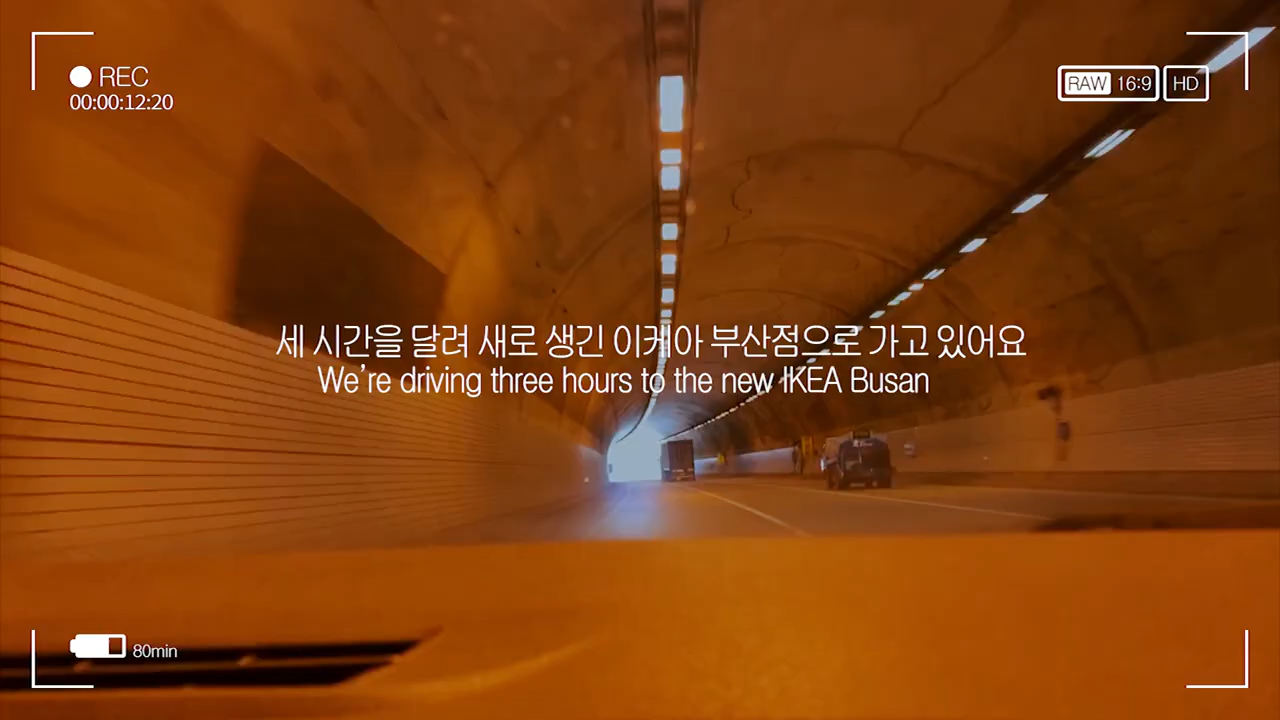 REC
00:00:12:20
RAW 16:9 HD
세 시간을 달려 새로 생긴 이케아 부산점으로 가고 있어요
We're driving three hours to the new IKEA Busan
80min